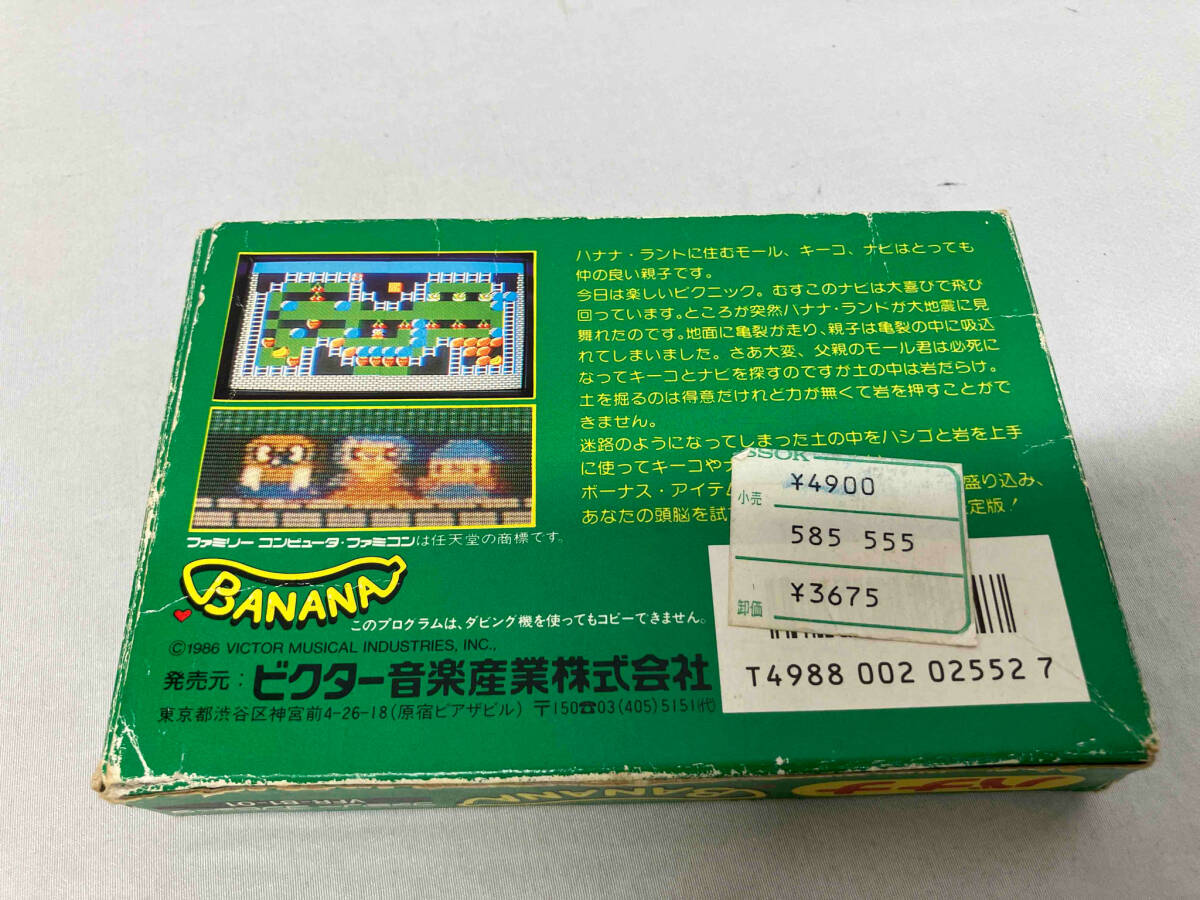 ハナナ・ラントに住むモール、キーコ、ナビはとっても
仲の良い親子です。
今日は楽しいピクニック。むすこのナビは大喜びで飛び
回っています。ところが突然ハナナ・ランドが大地震に見
舞れたのです。地面に亀裂が走り、親子は亀裂の中に吸込
れてしまいました。さあ大変、父親のモール君は必死に
なってキーコとナビを探すのですが土の中は岩だらけ。
土を掘るのは得意だけれど力が無くて岩を押すことがで
きません。
迷路のようになってしまった土の中をハシゴと岩を上手
に使ってキーコや
ボーナス・アイテム 盛り込み、
あなたの頭脳を試 定版！
SSOK
小売 ¥4900
585 555
卸価 ¥3675
ファミリー コンピュータ・ファミコンは任天堂の商標です。
BANANA
このプログラムは、ダビング機を使ってもコピーできません。
©1986 VICTOR MUSICAL INDUSTRIES, INC.,
発売元：ビクター音楽産業株式会社
東京都渋谷区神宮前4-26-18(原宿ピアザビル) 〒150☎03(405)5151(代)
T4988 002 02552 7
VFR-B1-01
BANANA
バナナ